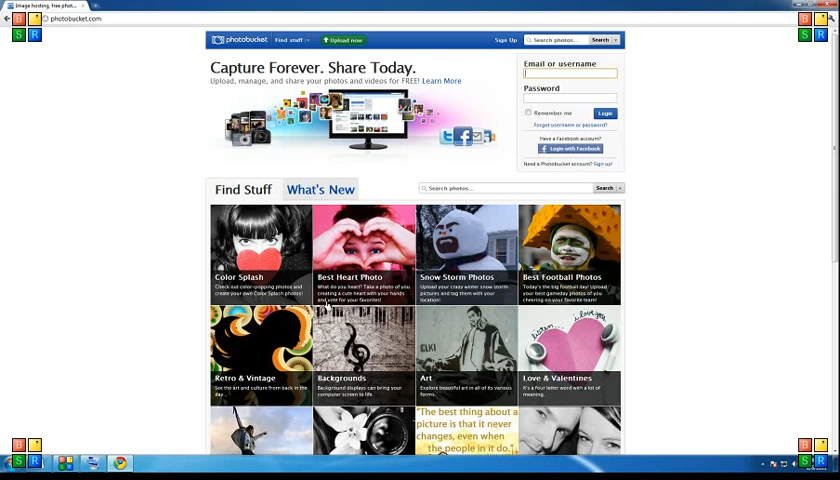 Image hosting, free phot...
photobucket.com
photobucket
Find stuff
Upload now
Sign Up
Search photos...
Search
Capture Forever. Share Today.
Upload, manage, and share your photos and videos for FREE! Learn More
Email or username
Password
Remember me
Login
Forgot username or password?
Have a Facebook account?
Login with Facebook
Need a Photobucket account? Sign up!
Find Stuff
What's New
Search photos...
Search
Color Splash
Check out color-popping photos and
create your own Color Splash photos!
Best Heart Photo
What do you heart? Take a photo of you
creating a cute heart with your hands
and vote for your favorites!
Snow Storm Photos
Upload your crazy winter snow storm
pictures and tag them with your
location!
Best Football Photos
Today's the big football day! Upload
your best gameday photos of you
cheering on your favorite team!
listen...
i love you
ELKI
Retro & Vintage
See the art and culture from back in the
day...
Backgrounds
Background displays can bring your
computer screen to life.
Art
Explore beautiful art in all of its various
forms.
Love & Valentines
It's a four letter word with a lot of
meaning.
"The best thing about a
picture is that it never
changes, even when
the people in it do."
B
S
R
B
S
R
B
S
R
B
S
R